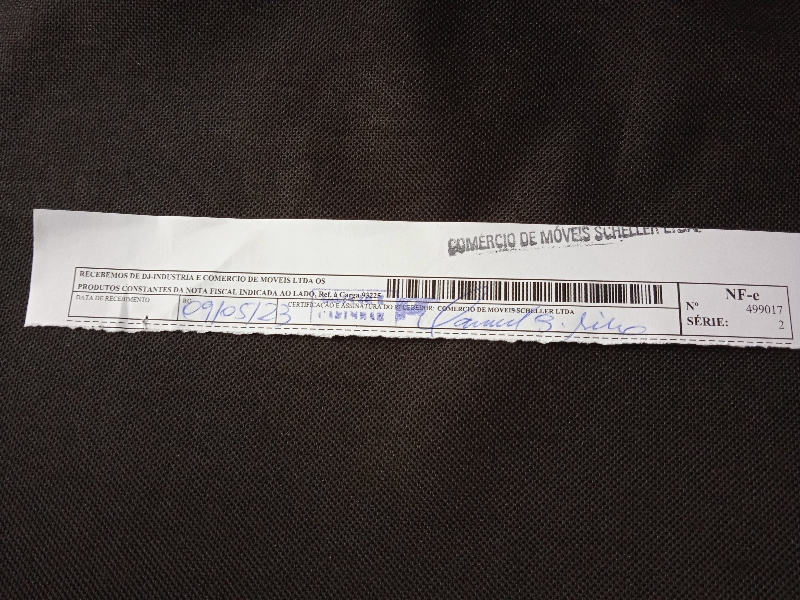 COMÉRCIO DE MÓVEIS SCHELLER LTDA.
RECEBEMOS DE DJ-INDUSTRIA E COMERCIO DE MOVEIS LTDA OS
PRODUTOS CONSTANTES DA NOTA FISCAL INDICADA AO LADO. Ref. à Carga 93225
DATA DE RECEBIMENTO
RG
09/05/23
CERTIFICAÇÃO E ASSINATURA DO RECEBEDOR: COMERCIO DE MOVEIS SCHELLER LTDA
NF-e
Nº 499017
SÉRIE: 2